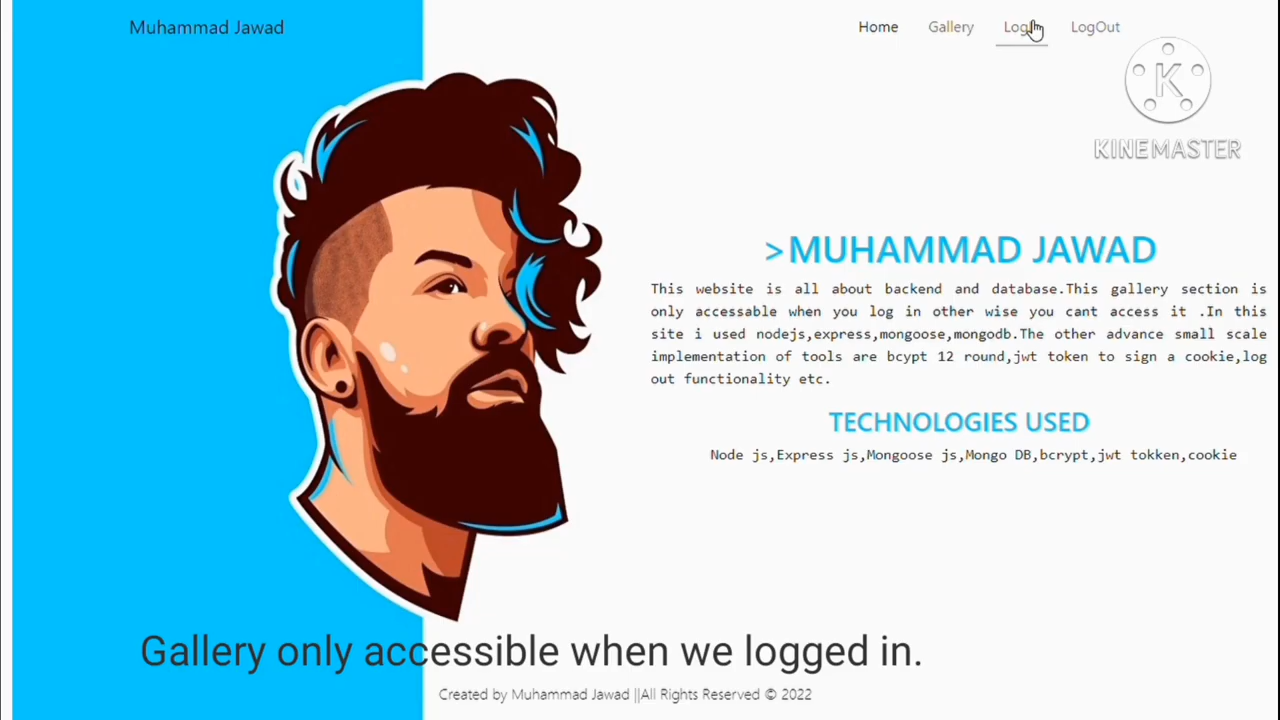 Muhammad Jawad
Home Gallery LogIn LogOut
K
KINEMASTER
>MUHAMMAD JAWAD
This website is all about backend and database.This gallery section is
only accessable when you log in other wise you cant access it .In this
site i used nodejs,express,mongoose,mongodb.The other advance small scale
implementation of tools are bcypt 12 round,jwt token to sign a cookie,log
out functionality etc.
TECHNOLOGIES USED
Node js,Express js,Mongoose js,Mongo DB,bcrypt,jwt tokken,cookie
Gallery only accessible when we logged in.
Created by Muhammad Jawad ||All Rights Reserved © 2022